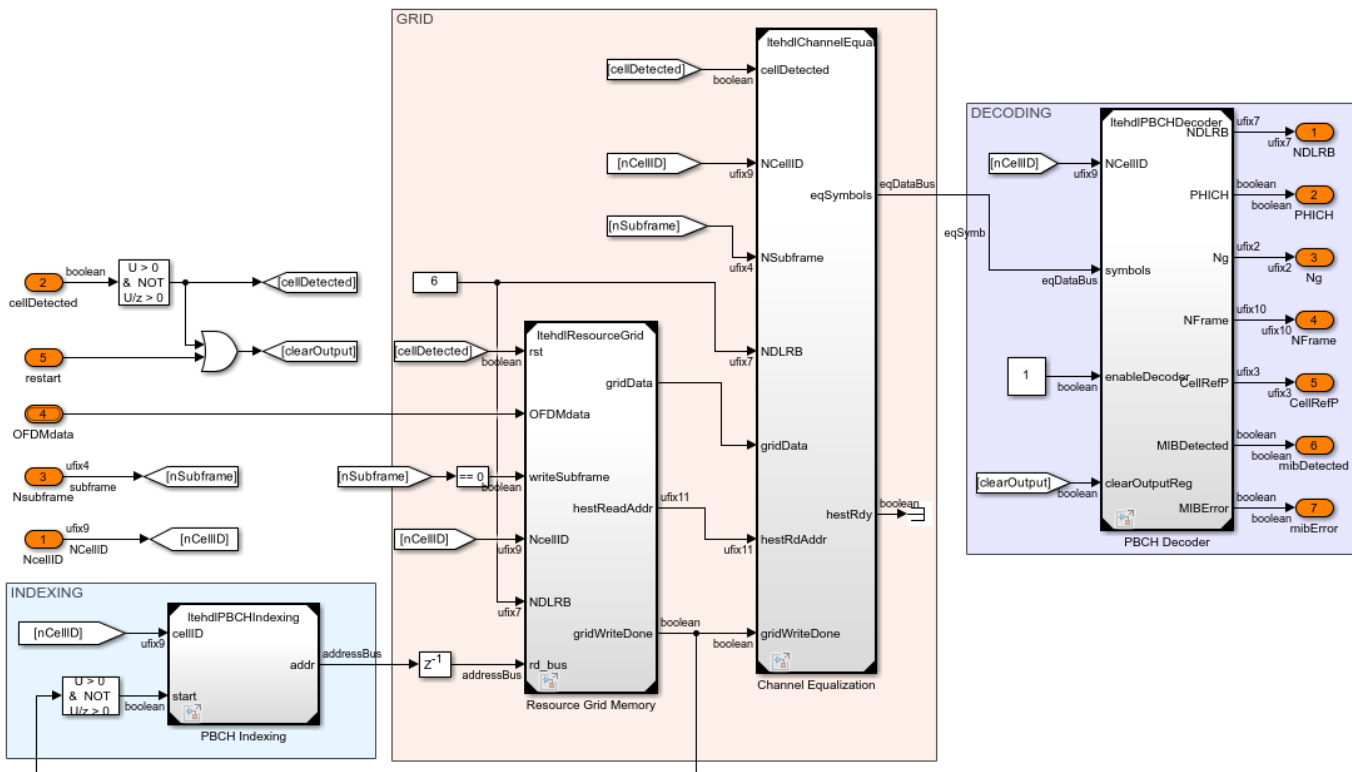 GRID
ltehdlChannelEqual
[cellDetected]
boolean
cellDetected
[nCellID]
ufix9
NCellID
eqSymbols
eqDataBus
[nSubframe]
ufix4
NSubframe
6
ufix7
NDLRB
gridData
hestRdy
boolean
ufix11
hestRdAddr
boolean
gridWriteDone
Channel Equalization
ltehdlResourceGrid
[cellDetected]
boolean
rst
gridData
OFDMdata
[nSubframe]
== 0
boolean
writeSubframe
hestReadAddr
ufix11
[nCellID]
ufix9
NcellID
ufix7
NDLRB
gridWriteDone
boolean
addressBus
rd_bus
Resource Grid Memory
DECODING
ltehdlPBCHDecoder
[nCellID]
ufix9
NCellID
eqSymb
eqDataBus
symbols
1
boolean
enableDecoder
[clearOutput]
boolean
clearOutputReg
PBCH Decoder
NDLRB
ufix7
ufix7
1
NDLRB
PHICH
boolean
boolean
2
PHICH
Ng
ufix2
ufix2
3
Ng
NFrame
ufix10
ufix10
4
NFrame
CellRefP
ufix3
ufix3
5
CellRefP
MIBDetected
boolean
boolean
6
mibDetected
MIBError
boolean
boolean
7
mibError
2
cellDetected
boolean
U > 0
& NOT
U/z > 0
[cellDetected]
5
restart
[clearOutput]
4
OFDMdata
3
Nsubframe
ufix4
subframe
[nSubframe]
1
NcellID
ufix9
NCellID
[nCellID]
INDEXING
ltehdlPBCHIndexing
[nCellID]
ufix9
cellID
addr
addressBus
z-1
U > 0
& NOT
U/z > 0
boolean
start
PBCH Indexing